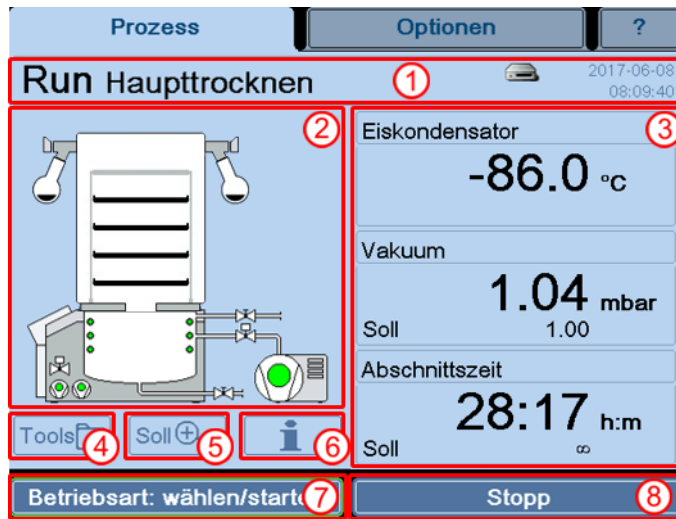 Prozess
Optionen
?
Run Haupttrocknen
1
2017-06-08
08:09:40
2
3
Eiskondensator
-86.0 °C
Vakuum
1.04 mbar
Soll 1.00
Abschnittszeit
28:17 h:m
Soll ∞
Tools
4
Soll
5
i
6
Betriebsart: wählen/starte
7
Stopp
8